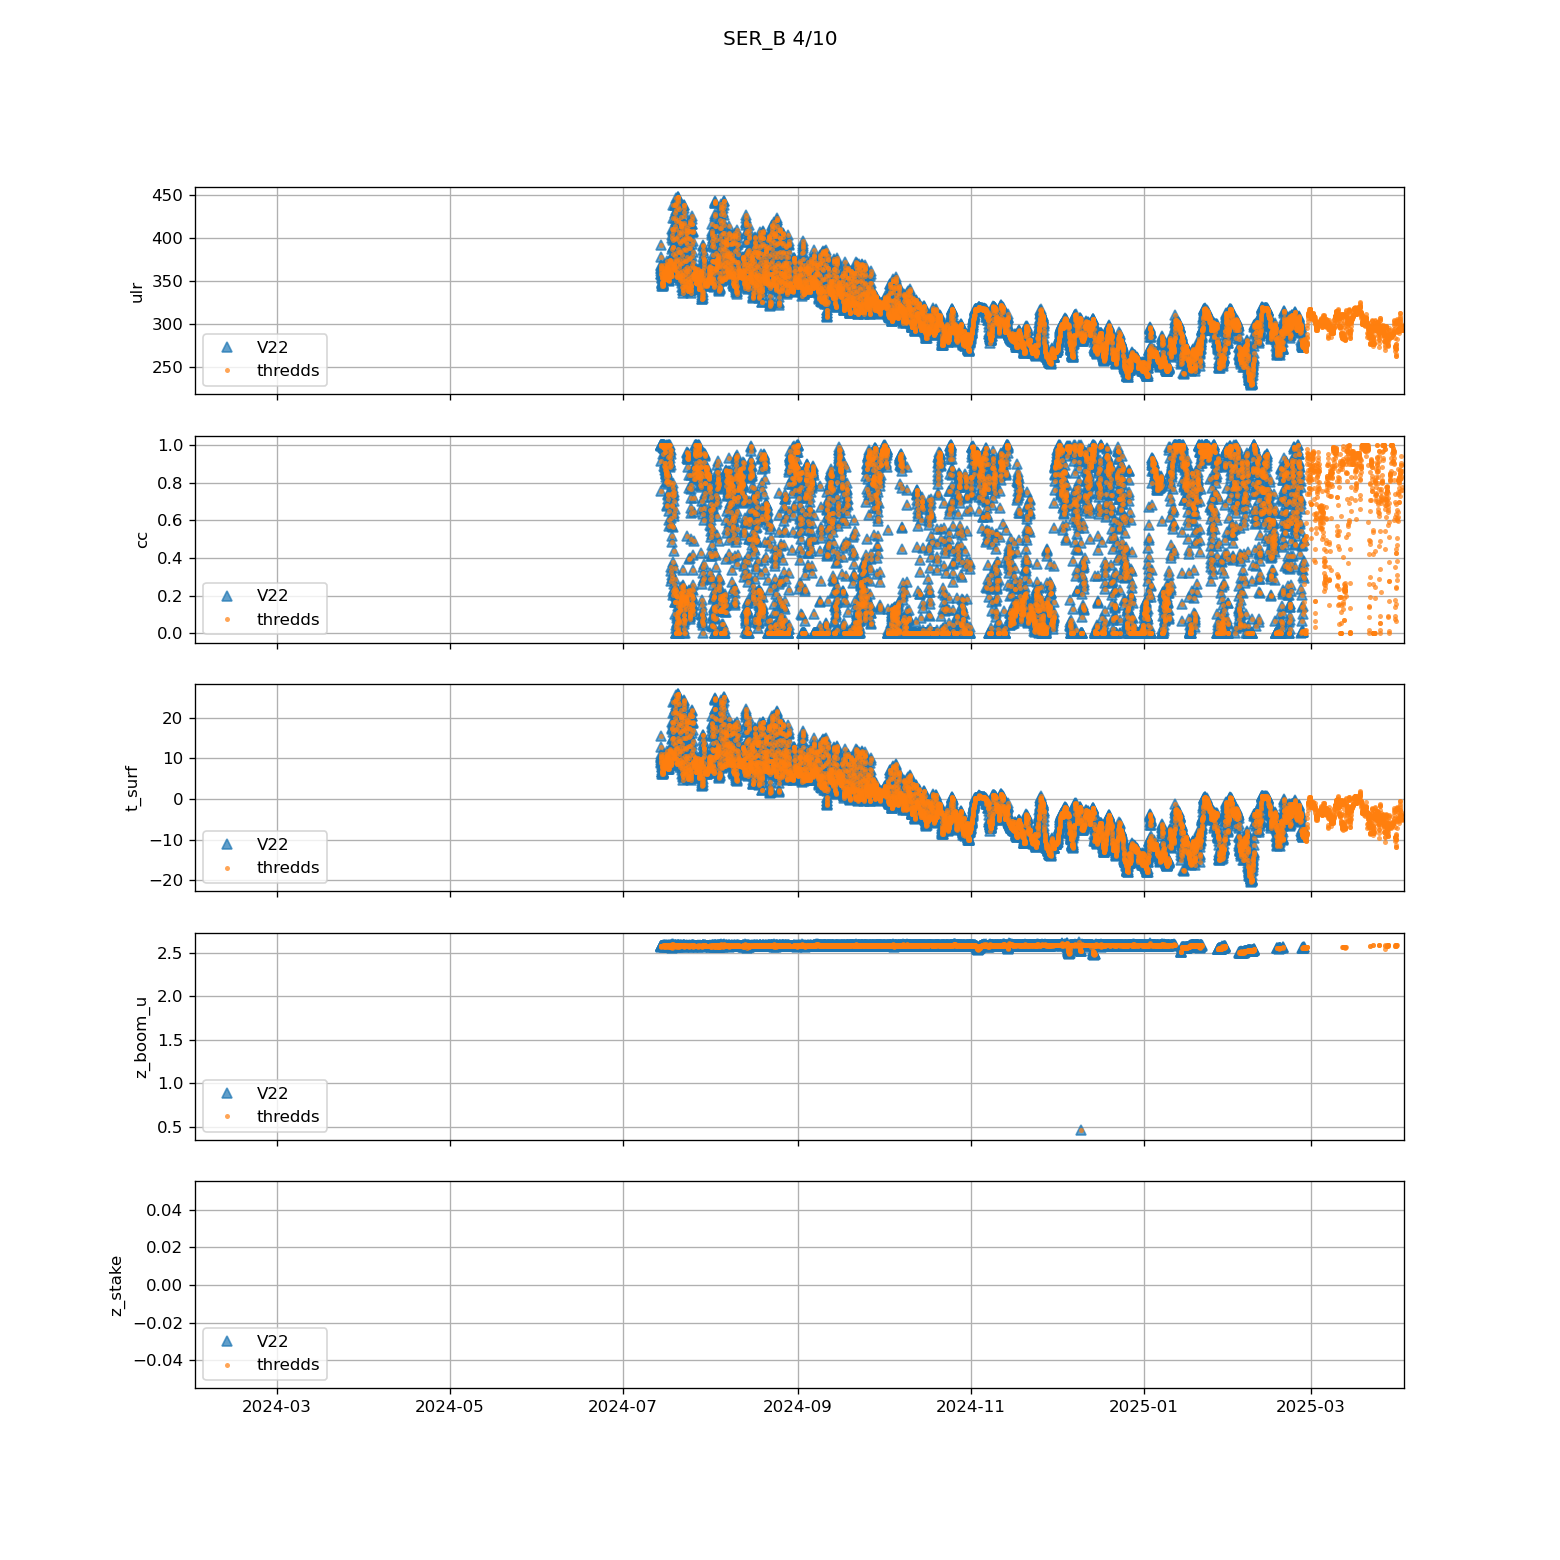 SER_B 4/10
450
400
350
300
250
ulr
V22
thredds
1.0
0.8
0.6
0.4
0.2
0.0
cc
V22
thredds
20
10
0
−10
−20
t_surf
V22
thredds
2.5
2.0
1.5
1.0
0.5
z_boom_u
V22
thredds
0.04
0.02
0.00
−0.02
−0.04
z_stake
V22
thredds
2024-03 2024-05 2024-07 2024-09 2024-11 2025-01 2025-03